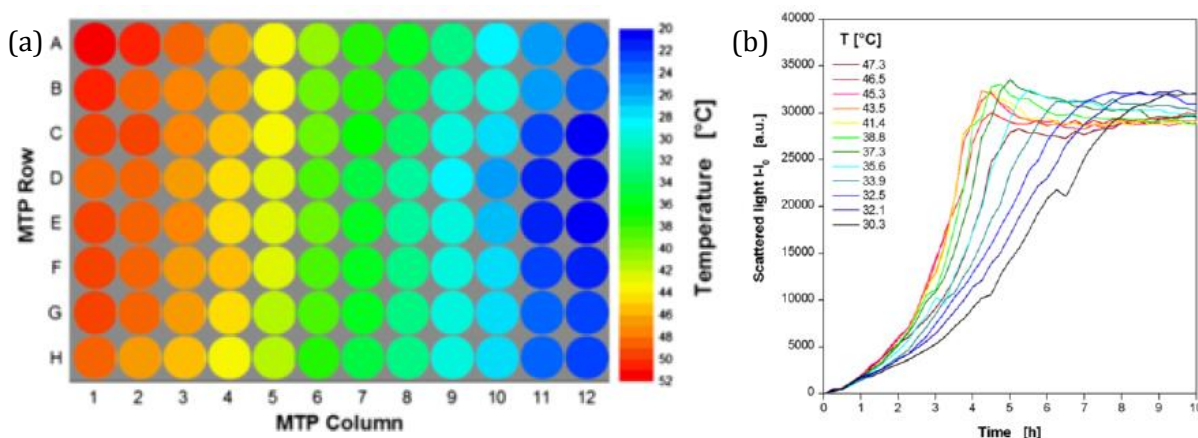 (a)
A
B
C
D
E
F
G
H
MTP Row
1 2 3 4 5 6 7 8 9 10 11 12
MTP Column
20
22
24
26
28
30
32
34
36
38
40
42
44
46
48
50
52
Temperature [°C]
(b)
40000
35000
30000
25000
20000
15000
10000
5000
0
Scattered light I-I0 [a.u.]
T [°C]
47.3
46.5
45.3
43.5
41.4
38.8
37.3
35.6
33.9
32.5
32.1
30.3
0 1 2 3 4 5 6 7 8 9 10
Time [h]